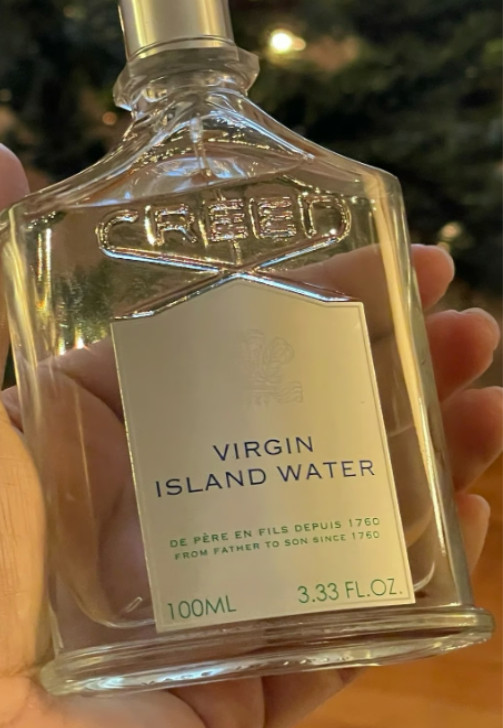 CREED
VIRGIN
ISLAND WATER
DE PÈRE EN FILS DEPUIS 1760
FROM FATHER TO SON SINCE 1760
100ML 3.33 FL.OZ.